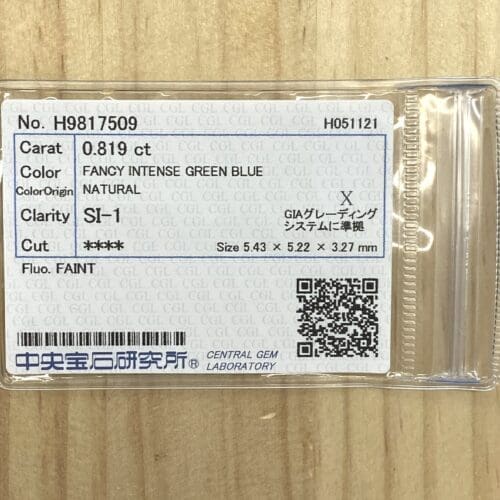 No. H9817509 H051121
Carat 0.819 ct
Color FANCY INTENSE GREEN BLUE
ColorOrigin NATURAL
X
Clarity SI-1 GIAグレーディング
システムに準拠
Cut ****
Size 5.43 × 5.22 × 3.27 mm
Fluo. FAINT
中央宝石研究所® CENTRAL GEM
LABORATORY